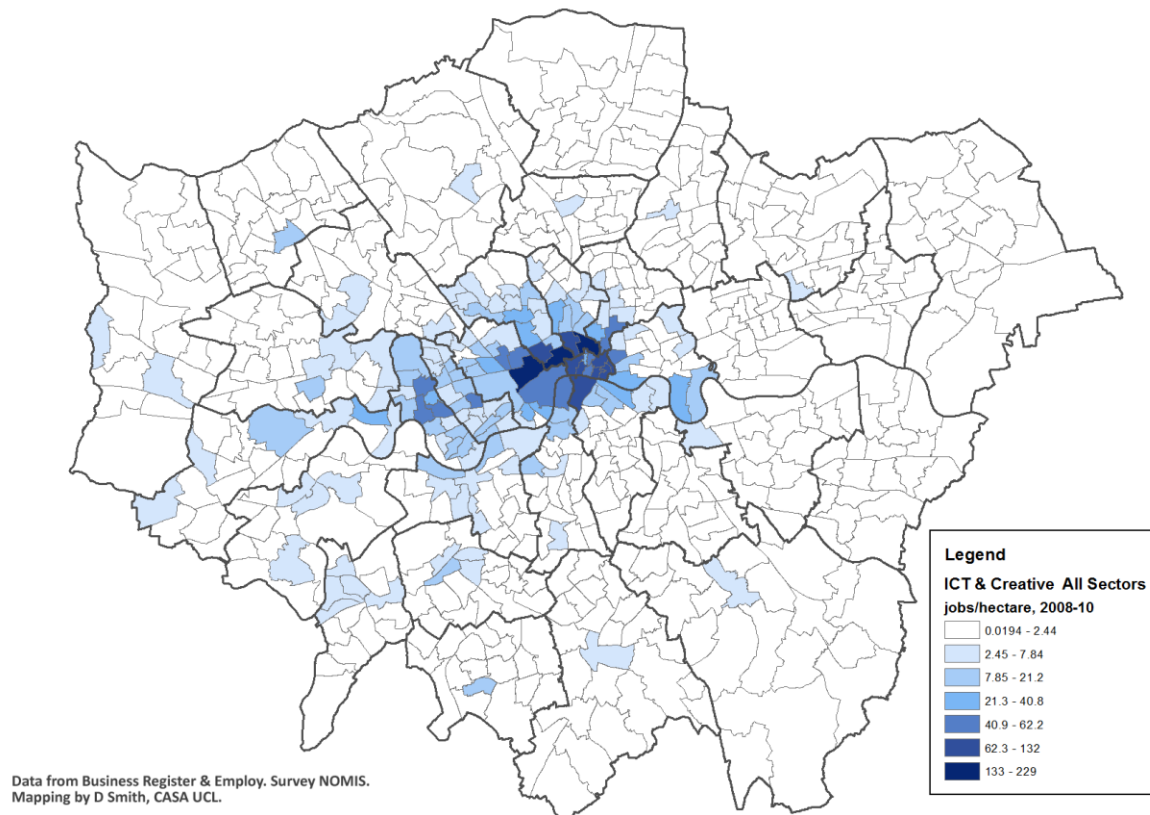 Legend
ICT & Creative All Sectors
jobs/hectare, 2008-10
0.0194 - 2.44
2.45 - 7.84
7.85 - 21.2
21.3 - 40.8
40.9 - 62.2
62.3 - 132
133 - 229
Data from Business Register & Employ. Survey NOMIS.
Mapping by D Smith, CASA UCL.